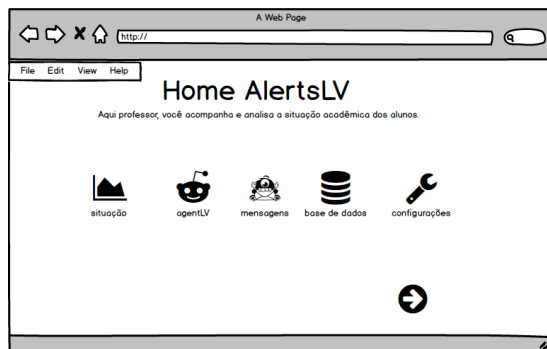 A Web Page
http://
File Edit View Help
Home AlertsLV
Aqui professor, você acompanha e analisa a situação acadêmica dos alunos.
situação agentLV mensagens base de dados configurações